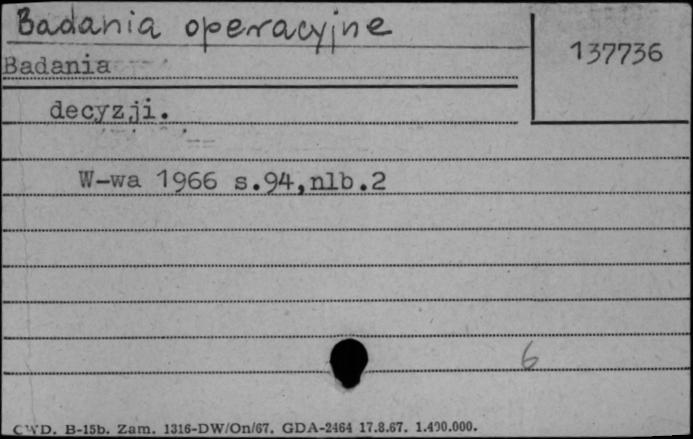 Badania operacyjne
137736
Badania
decyzji.
W-wa 1966 s.94,nlb.2
6
CWD. B-15b. Zam. 1316-DW/On/67. GDA-2464 17.8.67. 1.400.000.